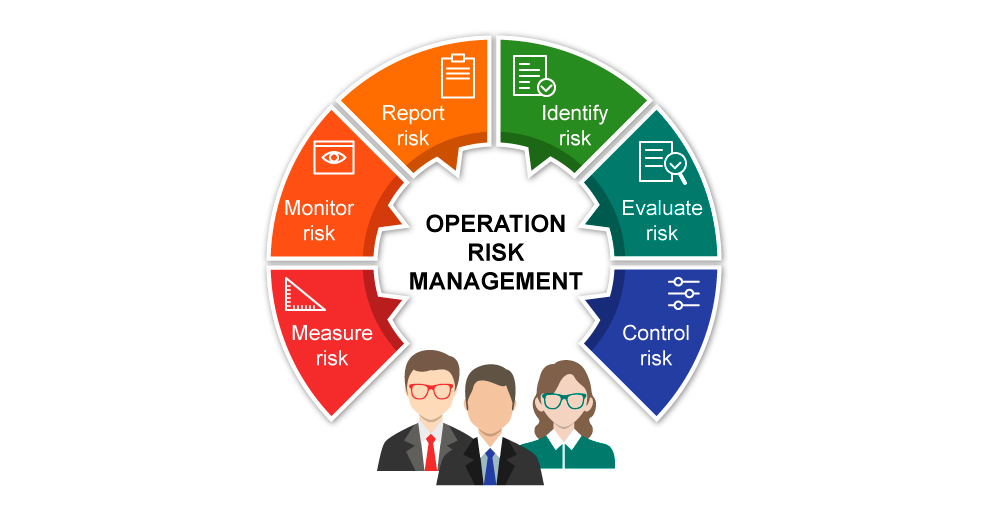 Report
risk
Identify
risk
Monitor
risk
Evaluate
risk
OPERATION
RISK
MANAGEMENT
Measure
risk
Control
risk